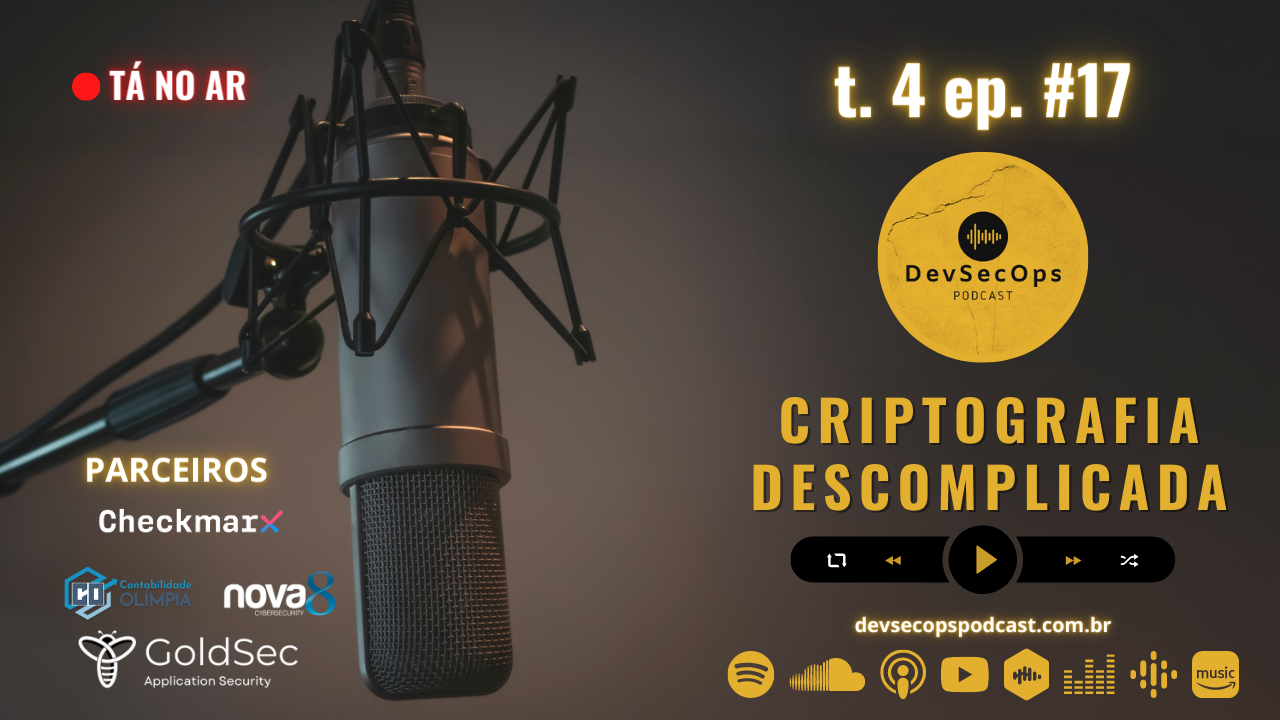 TÁ NO AR
t. 4 ep. #17
DevSecOps
PODCAST
CRIPTOGRAFIA
DESCOMPLICADA
PARCEIROS
Checkmarx
CO
Contabilidade
OLÍMPIA
nova8
CYBERSECURITY
GoldSec
Application Security
devsecopspodcast.com.br
music